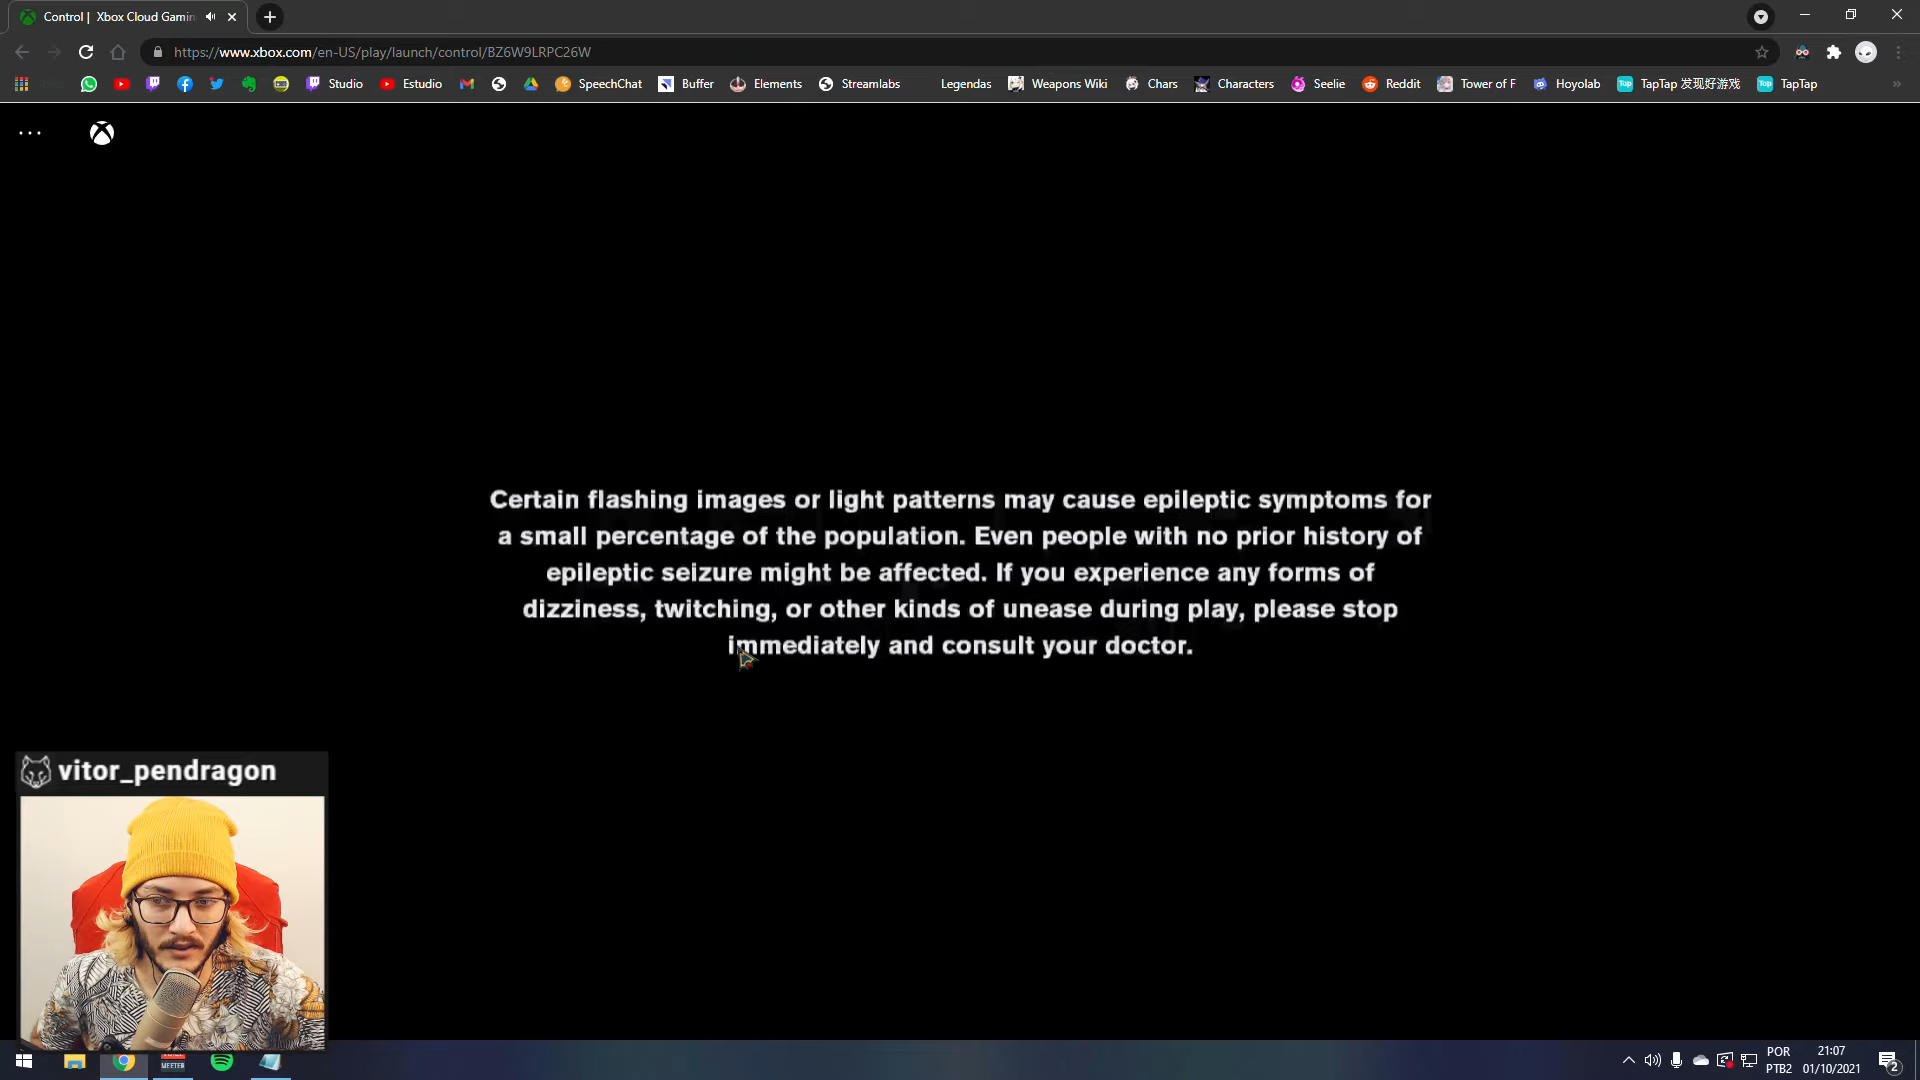 Control | Xbox Cloud Gamin
https://www.xbox.com/en-US/play/launch/control/BZ6W9LRPC26W
Studio Estudio SpeechChat Buffer Elements Streamlabs Legendas Weapons Wiki Chars Characters Seelie Reddit Tower of F Hoyolab TapTap 发现好游戏 TapTap
Certain flashing images or light patterns may cause epileptic symptoms for
a small percentage of the population. Even people with no prior history of
epileptic seizure might be affected. If you experience any forms of
dizziness, twitching, or other kinds of unease during play, please stop
immediately and consult your doctor.
vitor_pendragon
MEETER
POR 21:07
PTB2 01/10/2021 2